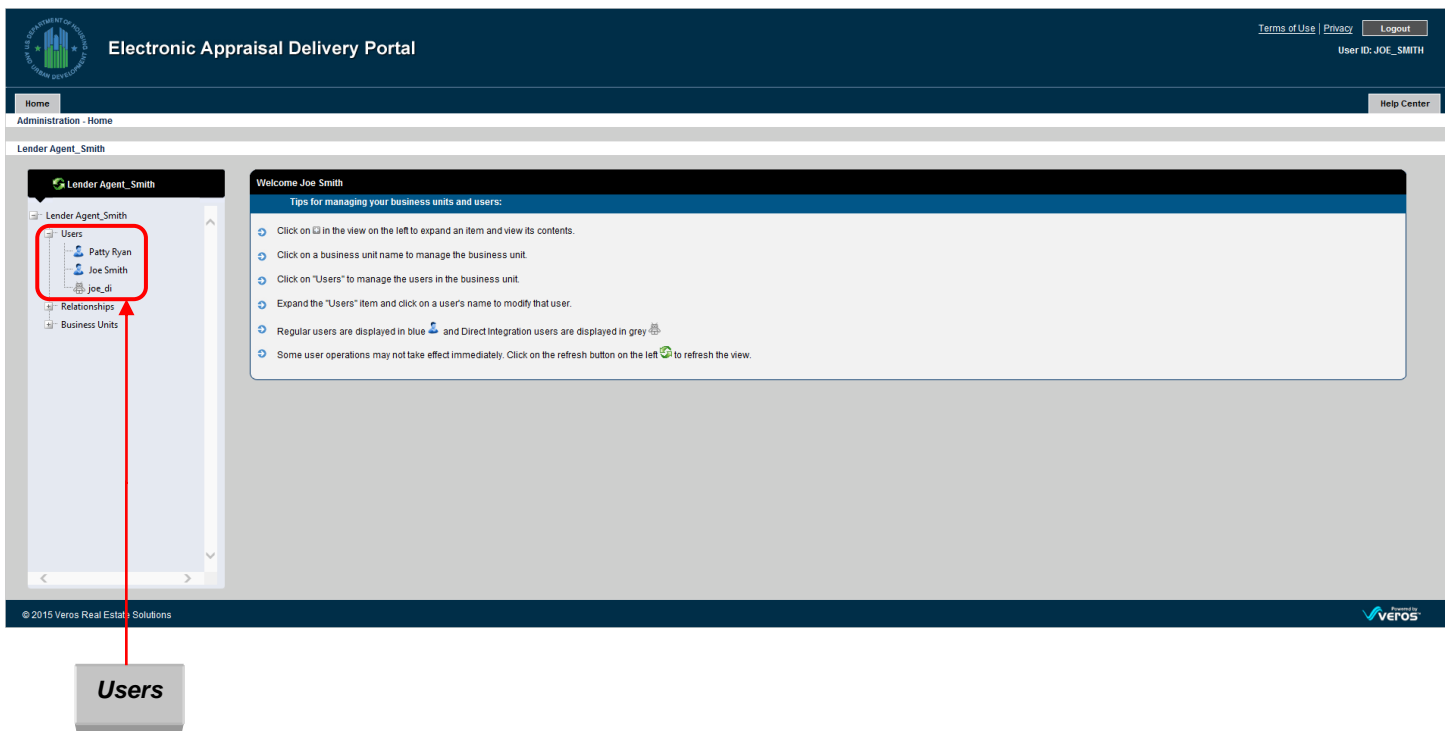 U.S. DEPARTMENT OF HOUSING
AND URBAN DEVELOPMENT
Electronic Appraisal Delivery Portal
Terms of Use | Privacy
Logout
User ID: JOE_SMITH
Home
Help Center
Administration - Home
Lender Agent_Smith
Lender Agent_Smith
Lender Agent_Smith
Users
Patty Ryan
Joe Smith
joe_di
Relationships
Business Units
Welcome Joe Smith
Tips for managing your business units and users:
Click on in the view on the left to expand an item and view its contents.
Click on a business unit name to manage the business unit.
Click on "Users" to manage the users in the business unit.
Expand the "Users" item and click on a user's name to modify that user.
Regular users are displayed in blue and Direct Integration users are displayed in grey
Some user operations may not take effect immediately. Click on the refresh button on the left to refresh the view.
© 2015 Veros Real Estate Solutions
Powered by
veros
Users